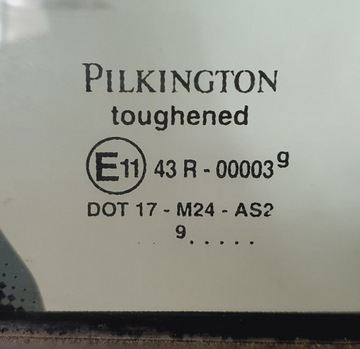 PILKINGTON
toughened
E11 43 R - 00003 g
DOT 17 - M24 - AS2
9
.. . . . . .